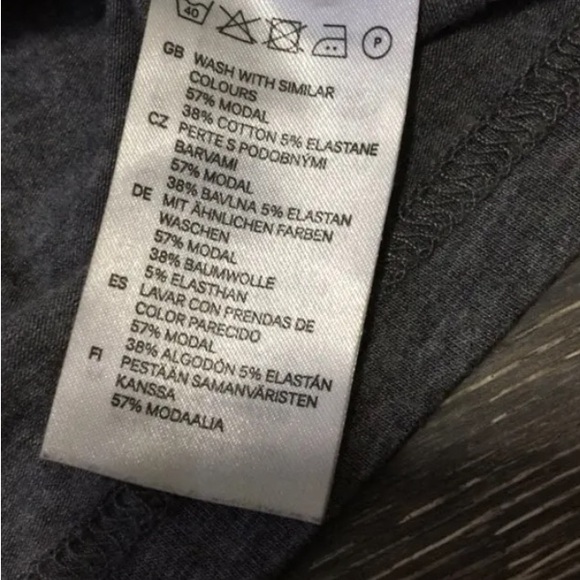 40 P
GB WASH WITH SIMILAR
COLOURS
57% MODAL
38% COTTON 5% ELASTANE
CZ PERTE S PODOBNÝMI
BARVAMI
57% MODAL
38% BAVLNA 5% ELASTAN
DE MIT ÄHNLICHEN FARBEN
WASCHEN
57% MODAL
38% BAUMWOLLE
5% ELASTHAN
ES LAVAR CON PRENDAS DE
COLOR PARECIDO
57% MODAL
38% ALGODÓN 5% ELASTÁN
FI PESTÄÄN SAMANVÄRISTEN
KANSSA
57% MODAALIA